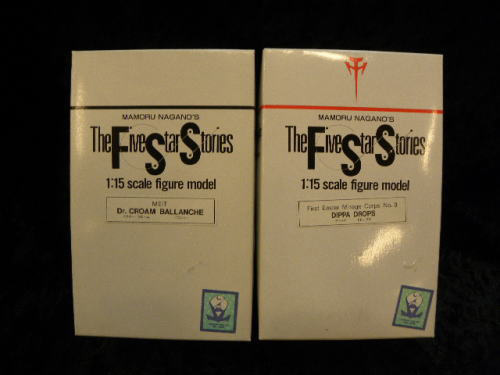 MAMORU NAGANO'S
The Five Star Stories
1:15 scale figure model
MEIT
Dr. CROAM BALLANCHE
MAMORU NAGANO'S
The Five Star Stories
1:15 scale figure model
First Easter Mirage Corps No. 3
DIPPA DROPS